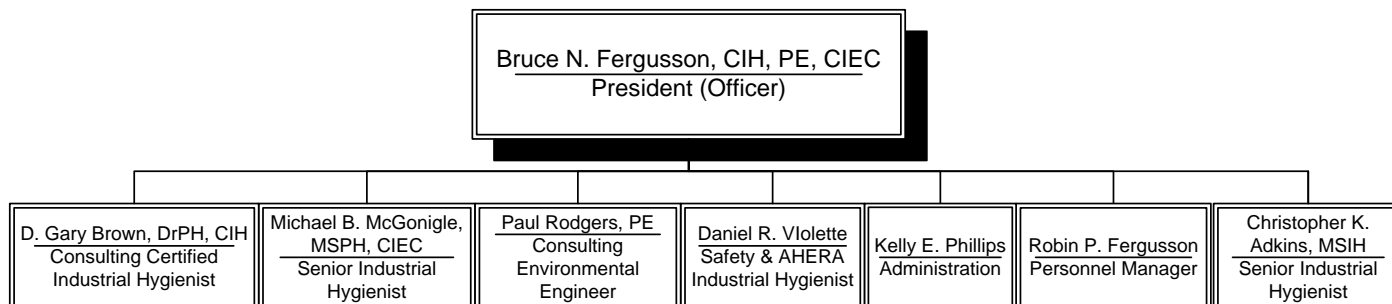 Bruce N. Fergusson, CIH, PE, CIEC
President (Officer)
D. Gary Brown, DrPH, CIH
Consulting Certified
Industrial Hygienist
Michael B. McGonigle,
MSPH, CIEC
Senior Industrial
Hygienist
Paul Rodgers, PE
Consulting
Environmental
Engineer
Daniel R. VIolette
Safety & AHERA
Industrial Hygienist
Kelly E. Phillips
Administration
Robin P. Fergusson
Personnel Manager
Christopher K.
Adkins, MSIH
Senior Industrial
Hygienist